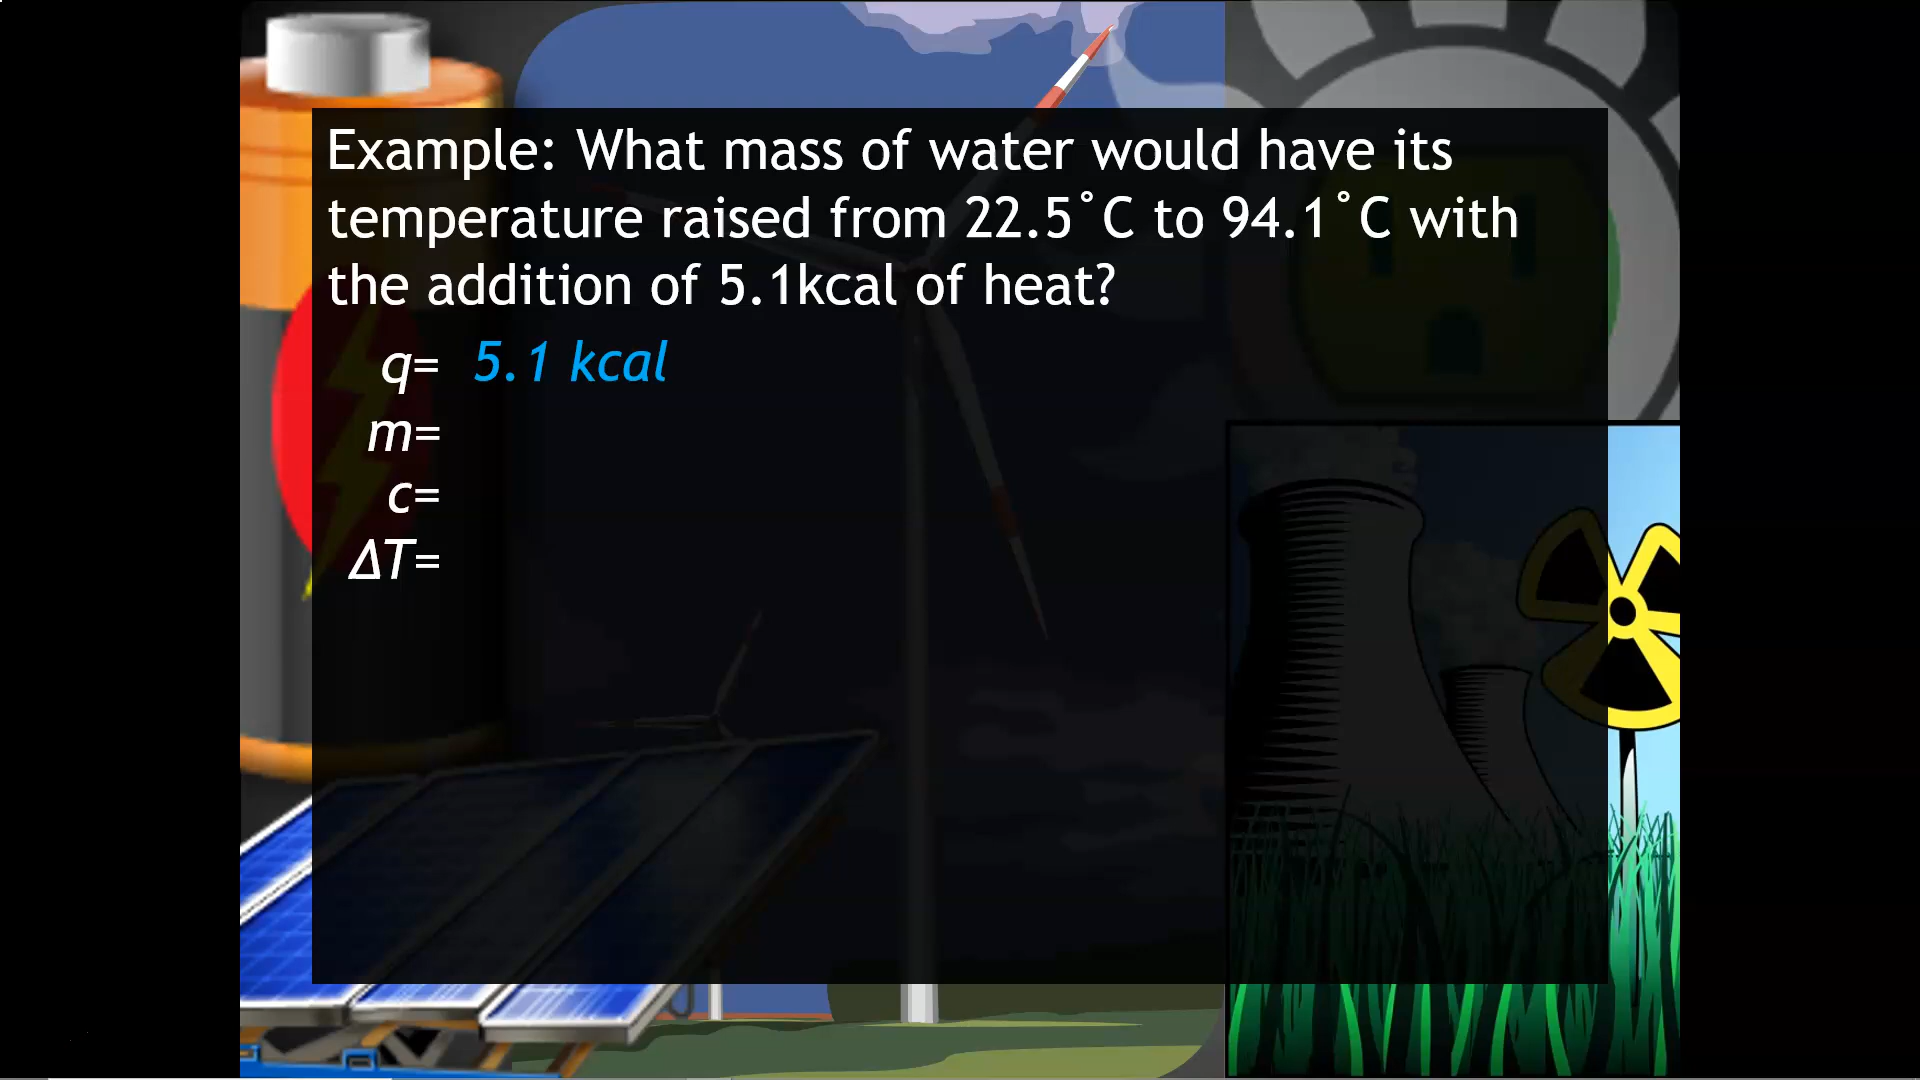 Example: What mass of water would have its
temperature raised from 22.5˚C to 94.1˚C with
the addition of 5.1kcal of heat?
q= 5.1 kcal
m=
c=
ΔT=